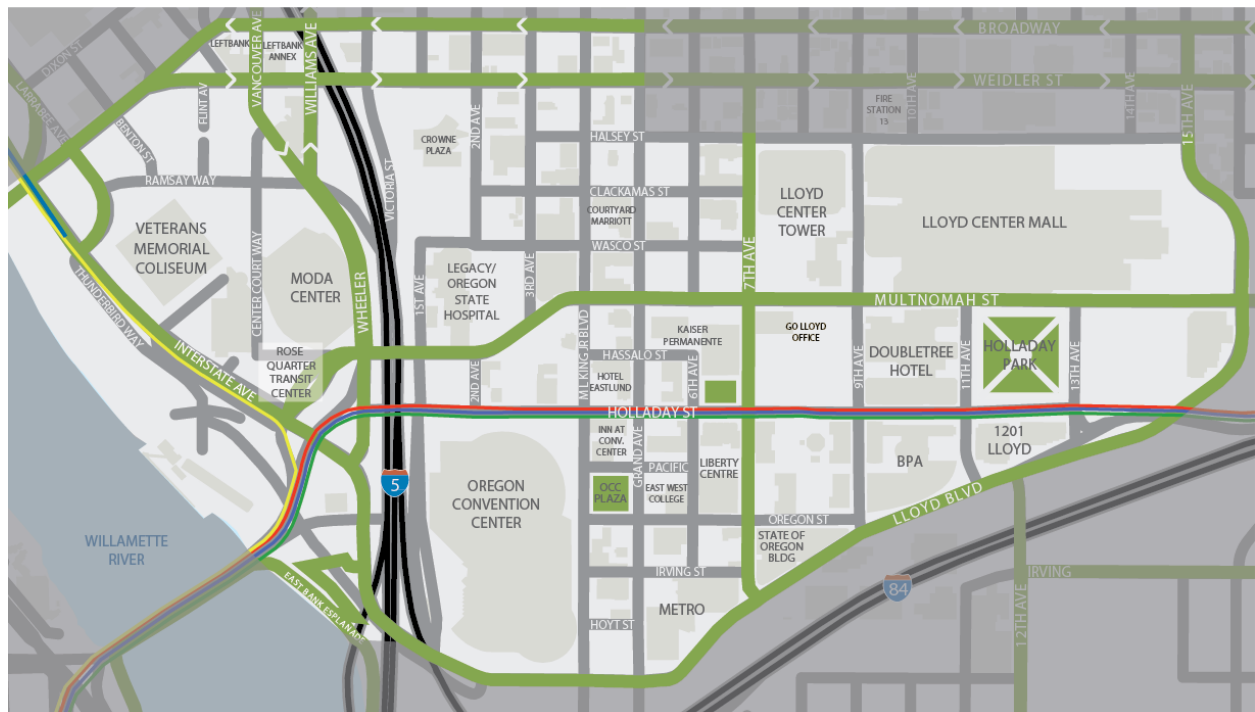 BROADWAY
DIXON ST
LEFTBANK
LEFTBANK
ANNEX
VANCOUVER AVE
WILLIAMS AVE
WEIDLER ST
LARRABEE AVE
FLINT AV
BENTON ST
FIRE
STATION
13
10TH AVE
14TH AVE
15TH AVE
CROWNE
PLAZA
2ND AVE
HALSEY ST
RAMSAY WAY
VICTORIA ST
CLACKAMAS ST
COURTYARD
MARRIOTT
LLOYD
CENTER
TOWER
LLOYD CENTER MALL
VETERANS
MEMORIAL
COLISEUM
CENTER COURT WAY
MODA
CENTER
WHEELER
WASCO ST
1ST AVE
LEGACY/
OREGON
STATE
HOSPITAL
3RD AVE
7TH AVE
MULTNOMAH ST
THUNDERBIRD WAY
INTERSTATE AVE
ROSE
QUARTER
TRANSIT
CENTER
2ND AVE
M L KING JR BLVD
KAISER
PERMANENTE
GO LLOYD
OFFICE
HASSALO ST
HOTEL
EASTLUND
6TH AVE
9TH AVE
DOUBLETREE
HOTEL
11TH AVE
HOLLADAY
PARK
13TH AVE
HOLLADAY ST
INN AT
CONV.
CENTER
GRAND AVE
PACIFIC
LIBERTY
CENTRE
BPA
1201
LLOYD
5
OREGON
CONVENTION
CENTER
OCC
PLAZA
EAST WEST
COLLEGE
OREGON ST
STATE OF
OREGON
BLDG
LLOYD BLVD
WILLAMETTE
RIVER
EAST BANK ESPLANADE
IRVING ST
84
12TH AVE
IRVING
METRO
HOYT ST